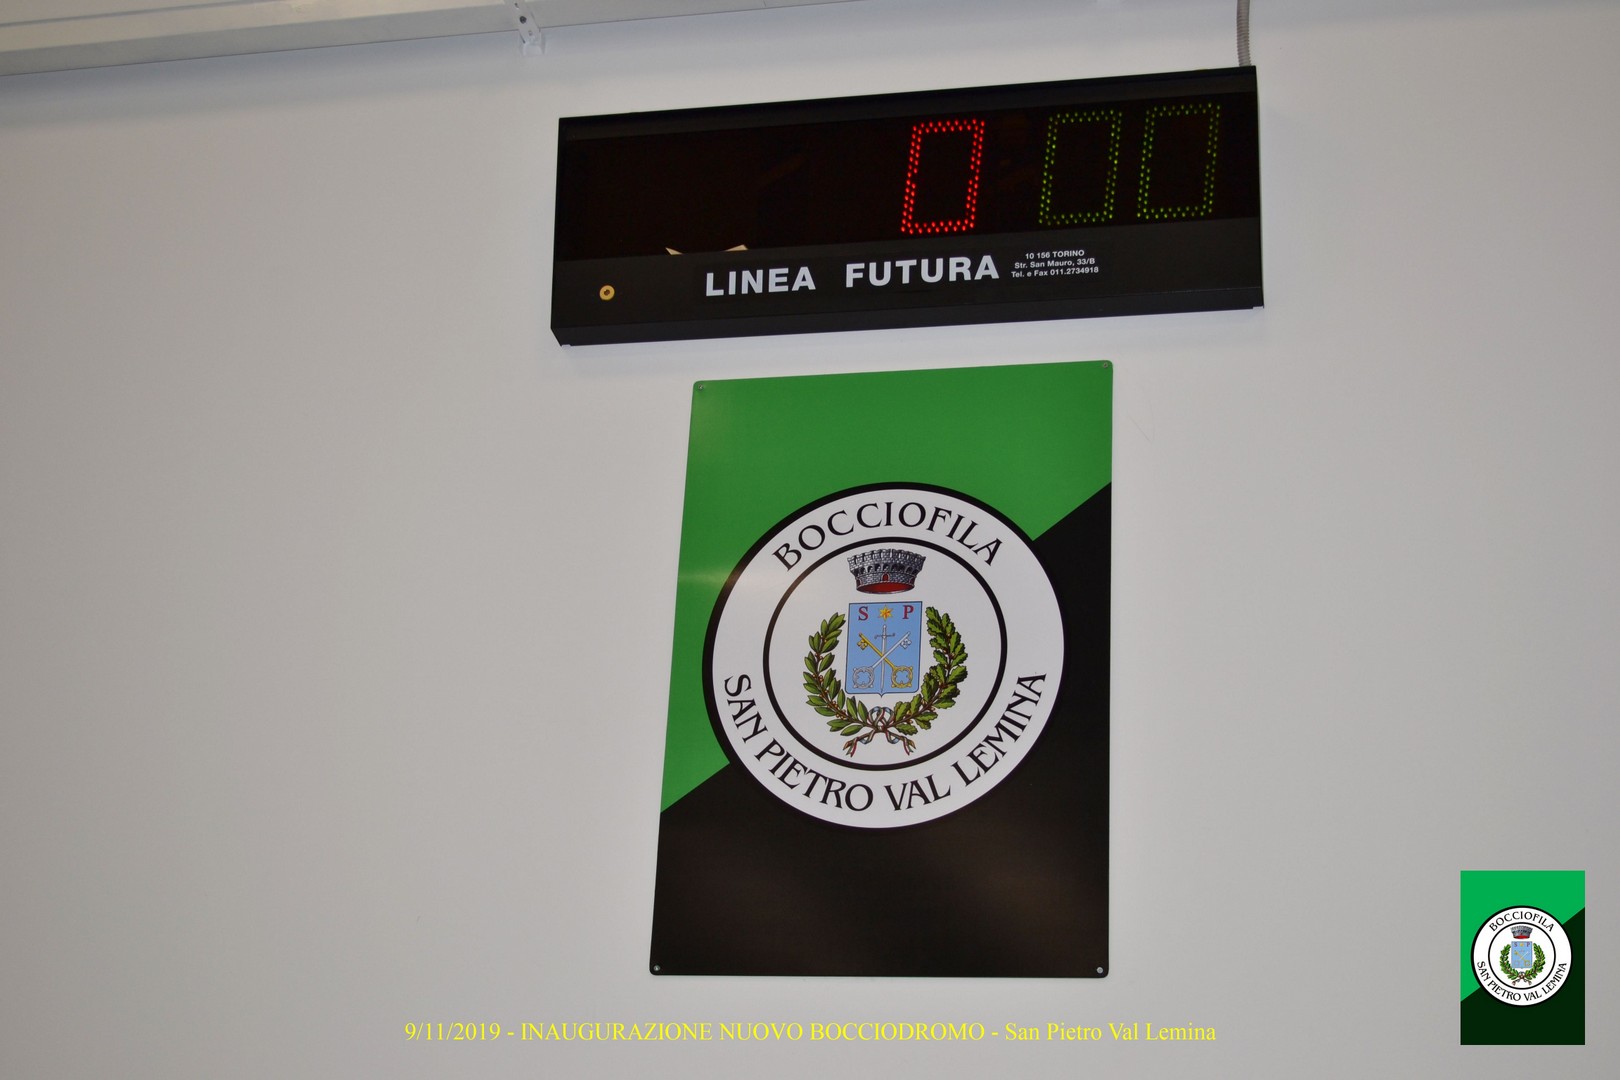 0 00
LINEA FUTURA
10 156 TORINO
Str. San Mauro, 33/B
Tel. e Fax 011.2734918
BOCCIOFILA
S P
SAN PIETRO VAL LEMINA
BOCCIOFILA
S P
SAN PIETRO VAL LEMINA
9/11/2019 - INAUGURAZIONE NUOVO BOCCIODROMO - San Pietro Val Lemina